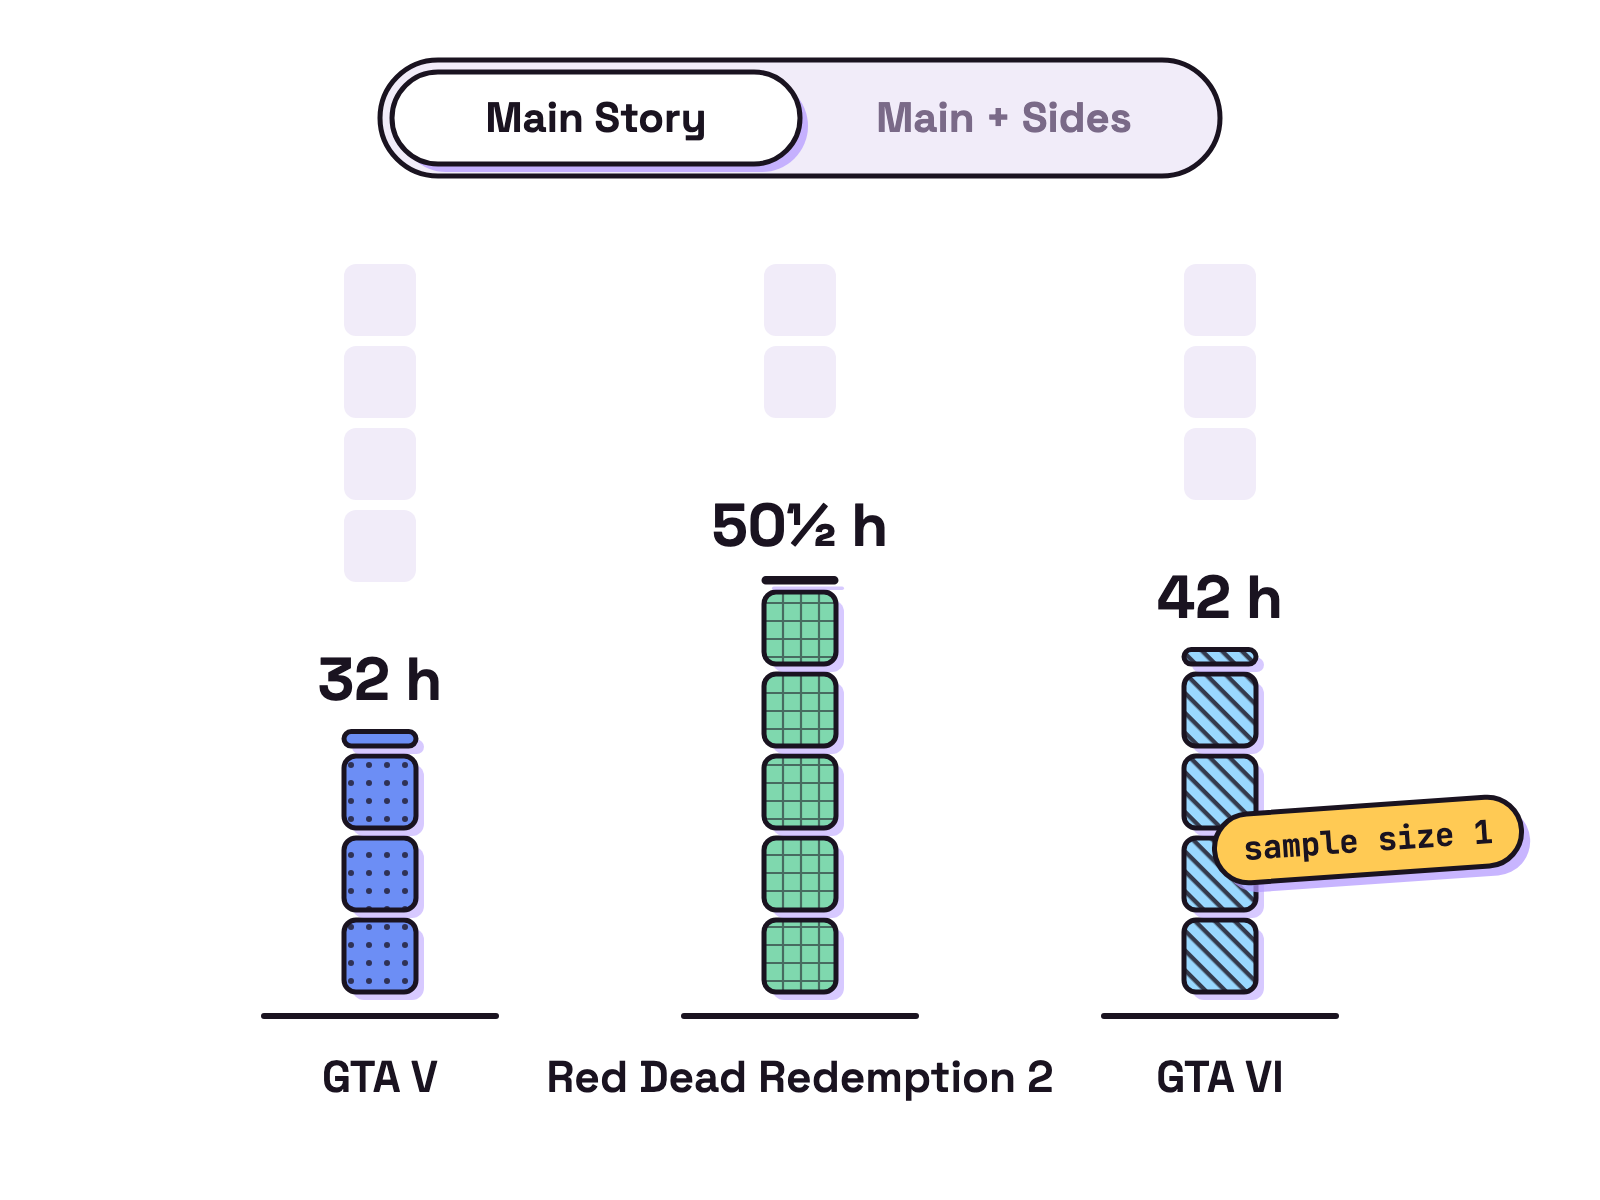 Main Story
Main + Sides
32 h
50½ h
42 h
sample size 1
GTA V
Red Dead Redemption 2
GTA VI